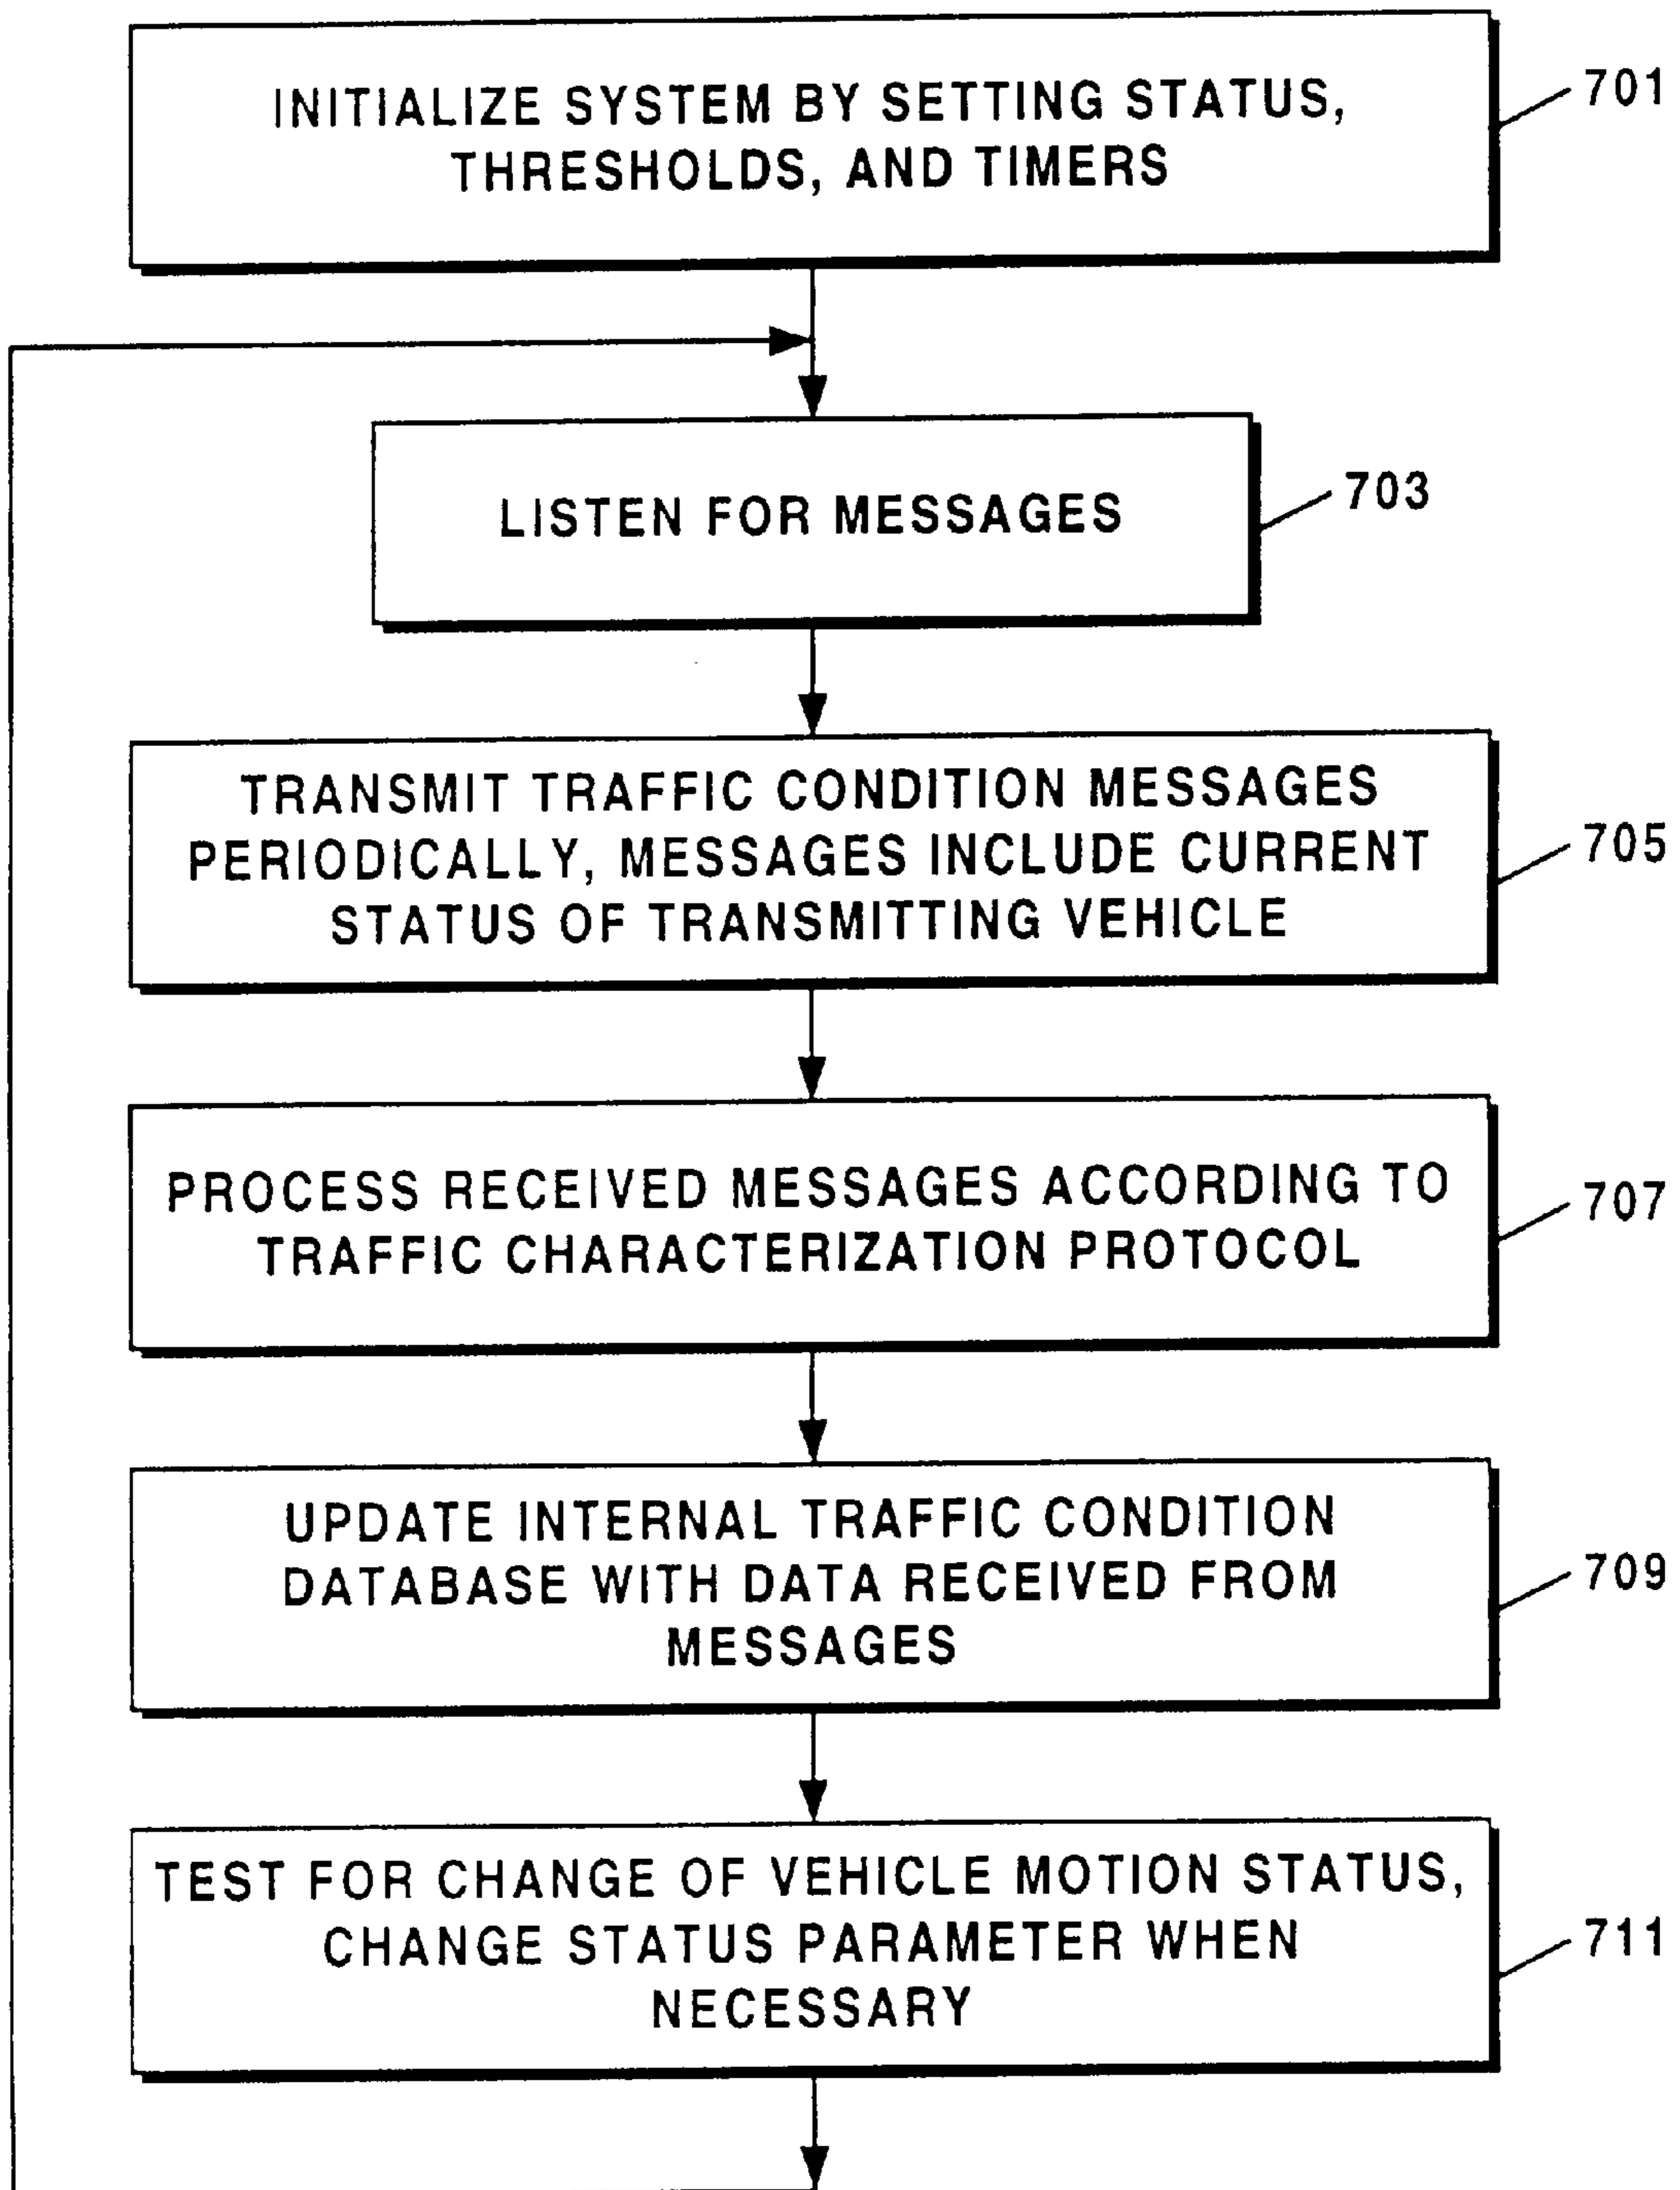 INITIALIZE SYSTEM BY SETTING STATUS,
THRESHOLDS, AND TIMERS
701
LISTEN FOR MESSAGES
703
TRANSMIT TRAFFIC CONDITION MESSAGES
PERIODICALLY, MESSAGES INCLUDE CURRENT
STATUS OF TRANSMITTING VEHICLE
705
PROCESS RECEIVED MESSAGES ACCORDING TO
TRAFFIC CHARACTERIZATION PROTOCOL
707
UPDATE INTERNAL TRAFFIC CONDITION
DATABASE WITH DATA RECEIVED FROM
MESSAGES
709
TEST FOR CHANGE OF VEHICLE MOTION STATUS,
CHANGE STATUS PARAMETER WHEN
NECESSARY
711